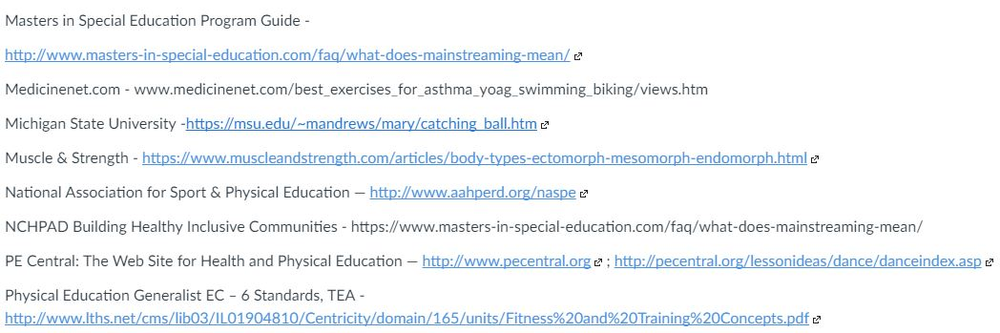 Masters in Special Education Program Guide -
http://www.masters-in-special-education.com/faq/what-does-mainstreaming-mean/
Medicinenet.com - www.medicinenet.com/best_exercises_for_asthma_yoag_swimming_biking/views.htm
Michigan State University -https://msu.edu/~mandrews/mary/catching_ball.htm
Muscle & Strength - https://www.muscleandstrength.com/articles/body-types-ectomorph-mesomorph-endomorph.html
National Association for Sport & Physical Education — http://www.aahperd.org/naspe
NCHPAD Building Healthy Inclusive Communities - https://www.masters-in-special-education.com/faq/what-does-mainstreaming-mean/
PE Central: The Web Site for Health and Physical Education — http://www.pecentral.org ; http://pecentral.org/lessonideas/dance/danceindex.asp
Physical Education Generalist EC – 6 Standards, TEA -
http://www.lths.net/cms/lib03/IL01904810/Centricity/domain/165/units/Fitness%20and%20Training%20Concepts.pdf